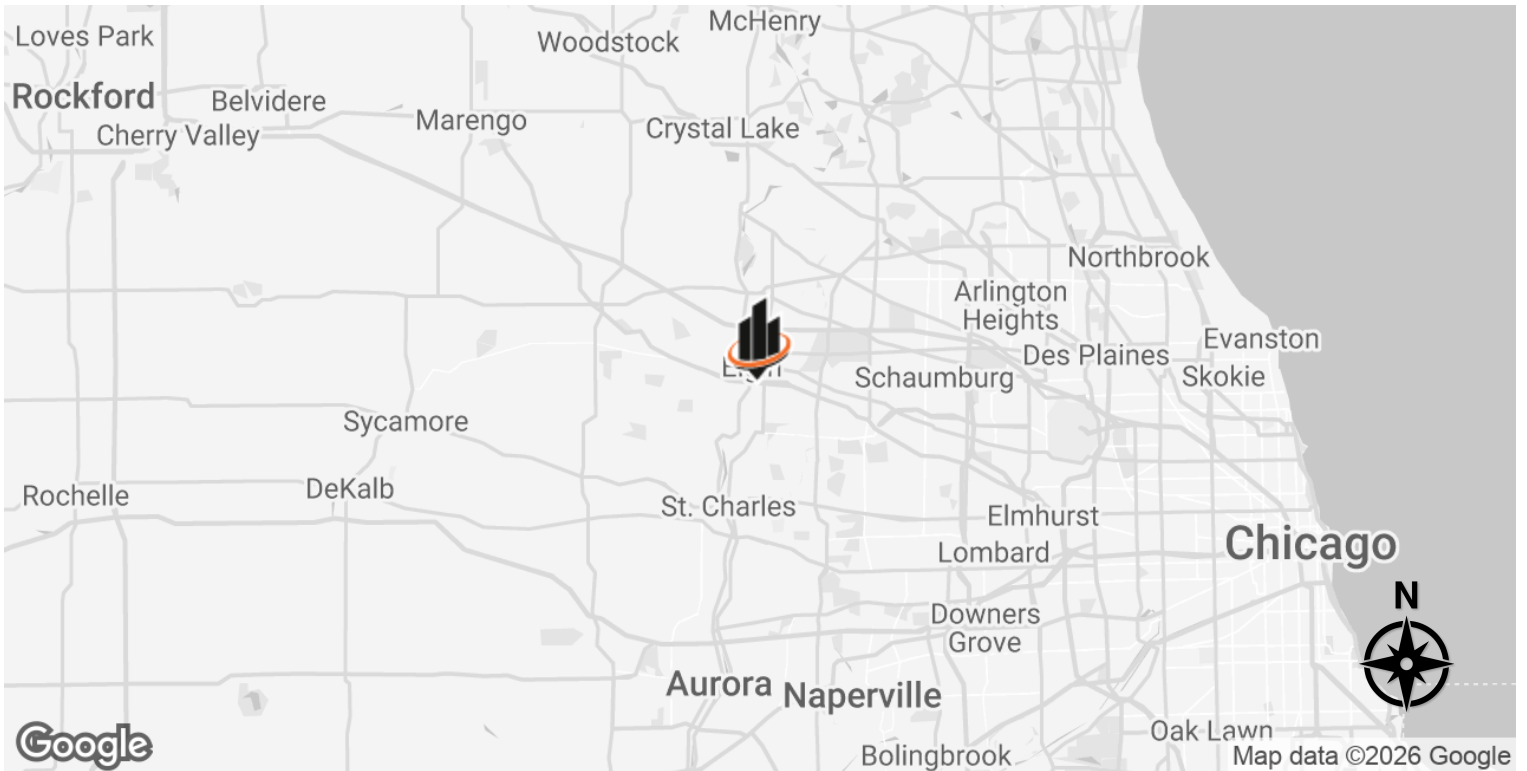 McHenry
Loves Park
Woodstock
Rockford
Belvidere
Marengo
Crystal Lake
Cherry Valley
Northbrook
Arlington
Heights
Evanston
Des Plaines
Schaumburg
Skokie
Sycamore
Rochelle
DeKalb
St. Charles
Elmhurst
Chicago
Lombard
N
Downers
Grove
Aurora
Naperville
Oak Lawn
Google
Bolingbrook
Map data ©2026 Google